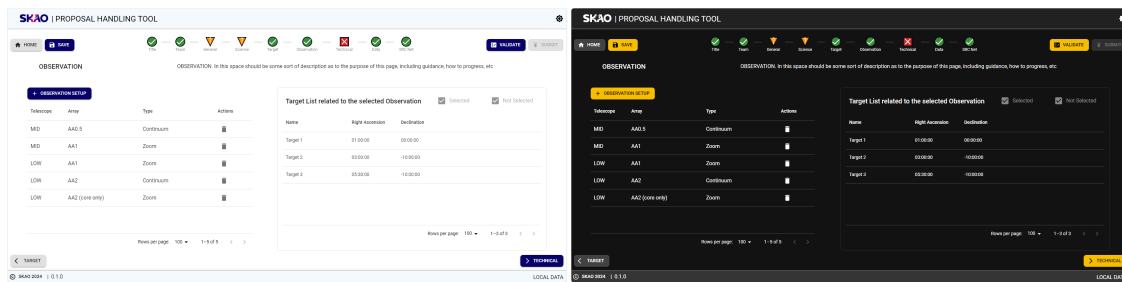 SKAO | PROPOSAL HANDLING TOOL
HOME
SAVE
Title
Team
General
Science
Target
Observation
Technical
Data
SRC Net
VALIDATE
SUBMIT
OBSERVATION
OBSERVATION. In this space should be some sort of description as to the purpose of this page, including guidance, how to progress, etc
+ OBSERVATION SETUP
Telescope Array Type Actions
MID AA0.5 Continuum
MID AA1 Zoom
LOW AA1 Zoom
LOW AA2 Continuum
LOW AA2 (core only) Zoom
Rows per page: 100 1–5 of 5
Target List related to the selected Observation
Selected
Not Selected
Name Right Ascension Declination
Target 1 01:00:00 00:00:00
Target 2 03:00:00 -10:00:00
Target 3 05:30:00 -10:00:00
Rows per page: 100 1–3 of 3
TARGET
TECHNICAL
© SKAO 2024 | 0.1.0
LOCAL DATA
SKAO | PROPOSAL HANDLING TOOL
HOME
SAVE
Title
Team
General
Science
Target
Observation
Technical
Data
SRC Net
VALIDATE
SUBMIT
OBSERVATION
OBSERVATION. In this space should be some sort of description as to the purpose of this page, including guidance, how to progress, etc
+ OBSERVATION SETUP
Telescope Array Type Actions
MID AA0.5 Continuum
MID AA1 Zoom
LOW AA1 Zoom
LOW AA2 Continuum
LOW AA2 (core only) Zoom
Rows per page: 100 1–5 of 5
Target List related to the selected Observation
Selected
Not Selected
Name Right Ascension Declination
Target 1 01:00:00 00:00:00
Target 2 03:00:00 -10:00:00
Target 3 05:30:00 -10:00:00
Rows per page: 100 1–3 of 3
TARGET
TECHNICAL
© SKAO 2024 | 0.1.0
LOCAL DAT